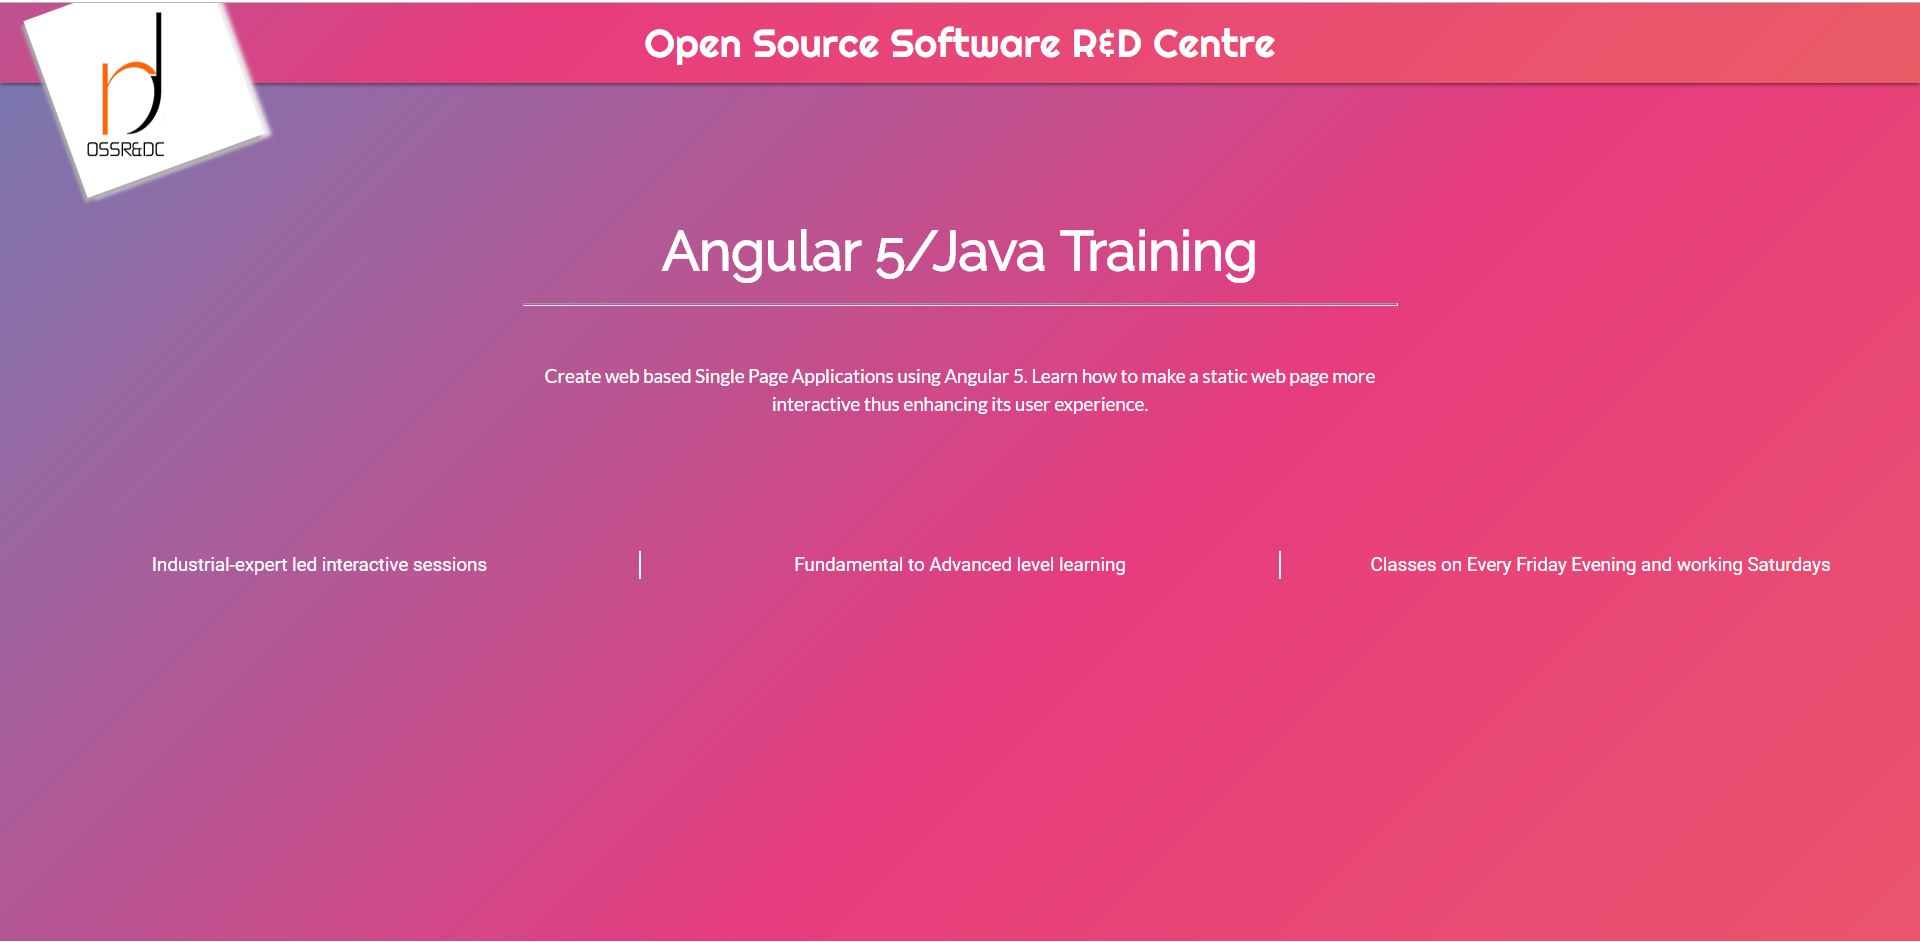 Open Source Software R&D Centre
OSSR&DC
Angular 5/Java Training
Create web based Single Page Applications using Angular 5. Learn how to make a static web page more
interactive thus enhancing its user experience.
Industrial-expert led interactive sessions
Fundamental to Advanced level learning
Classes on Every Friday Evening and working Saturdays